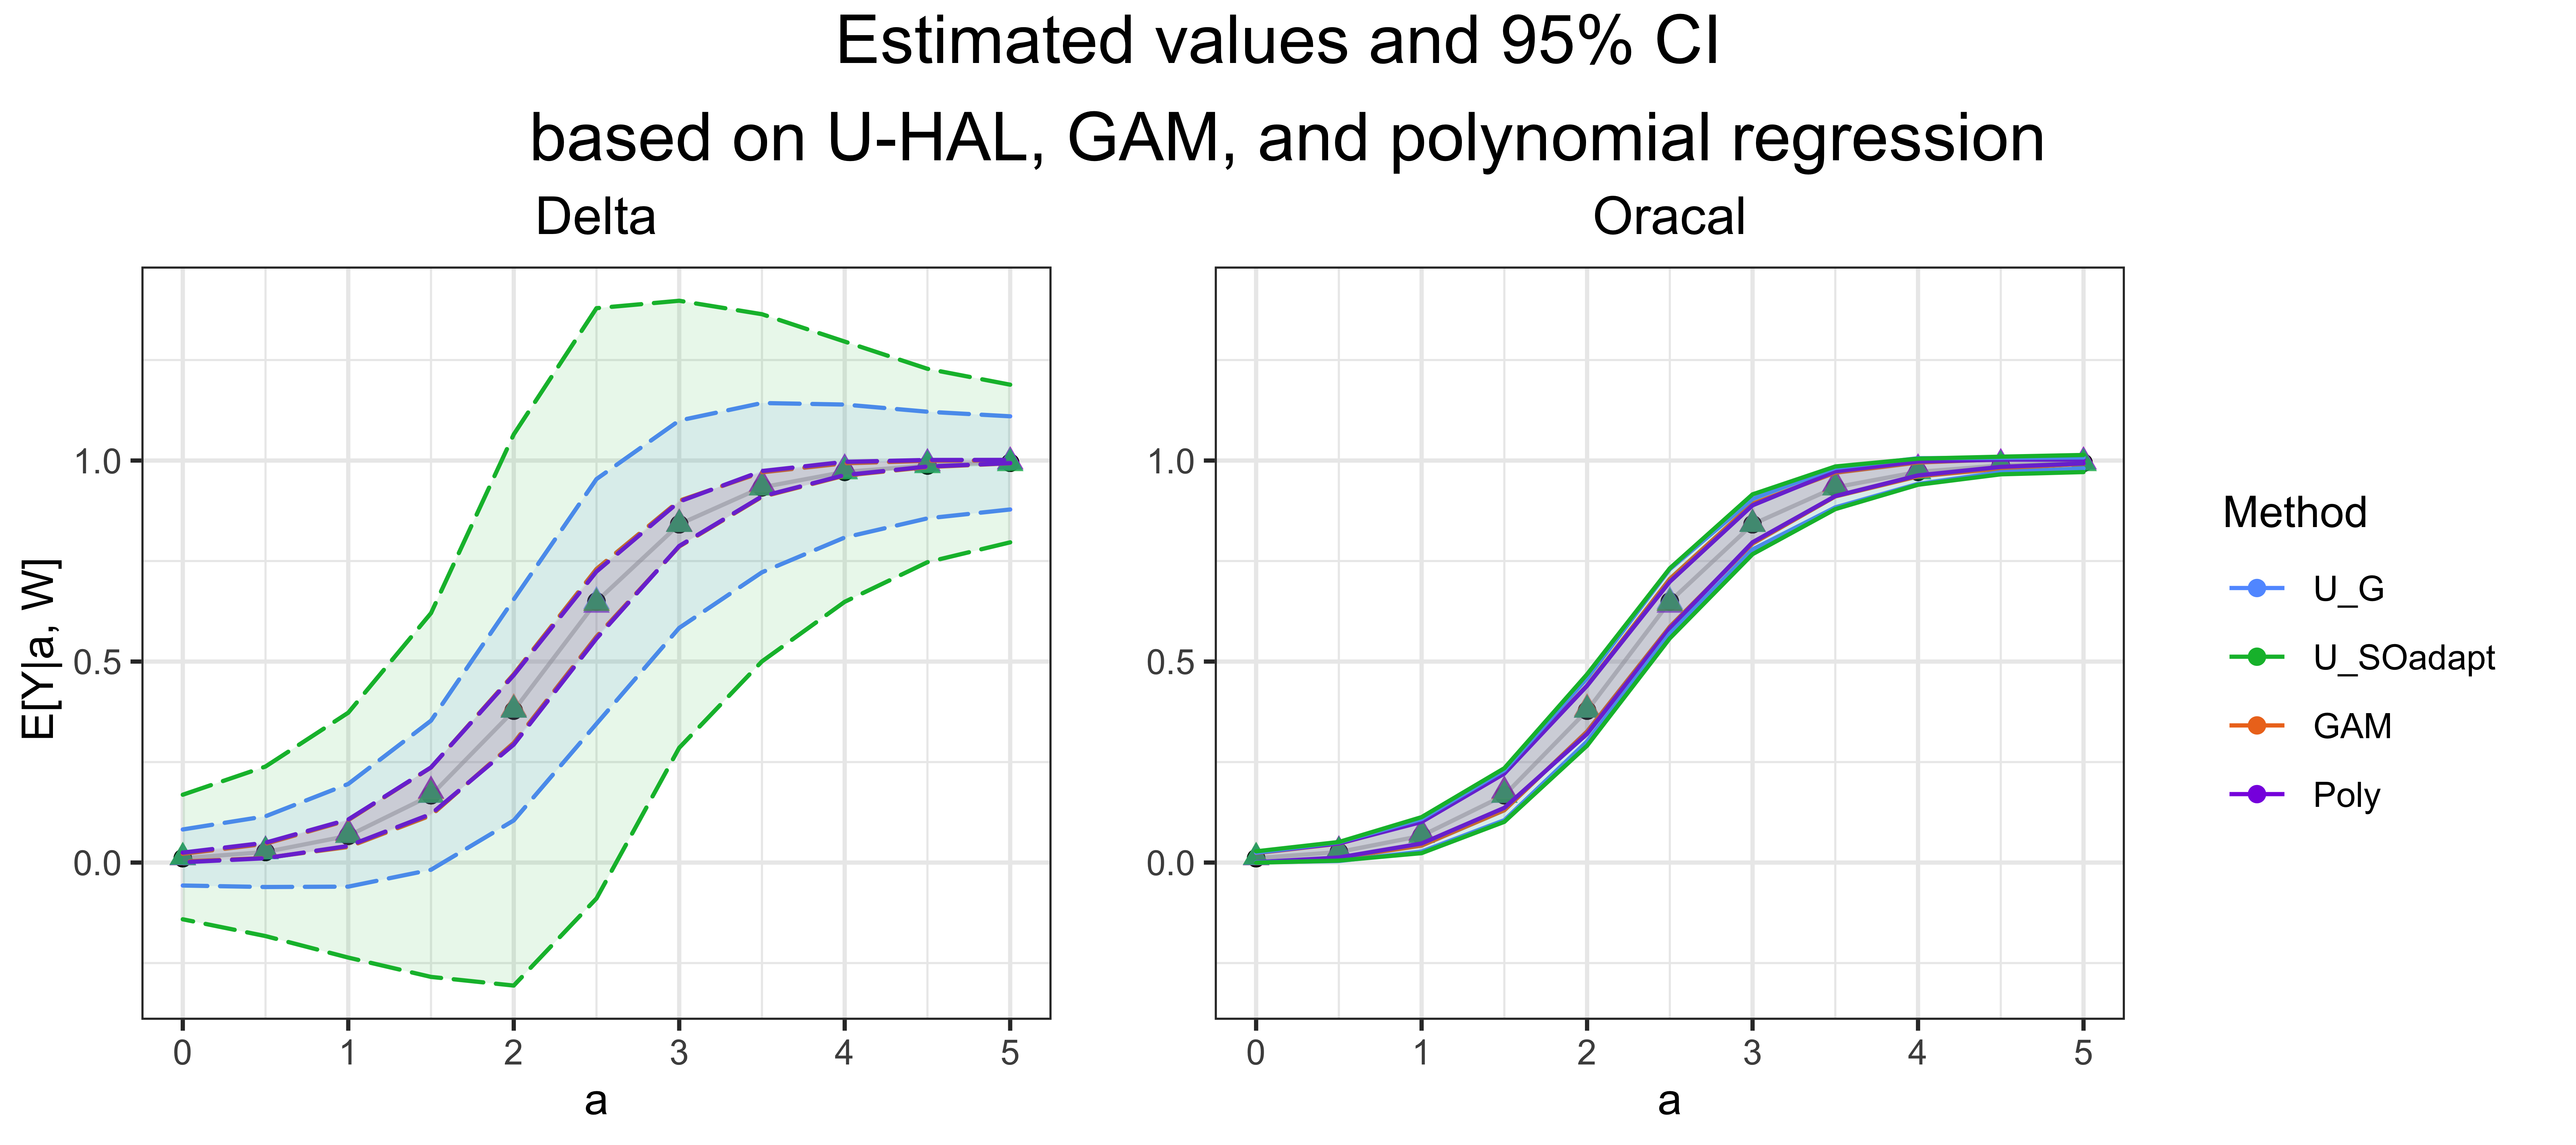 Estimated values and 95% CI
based on U-HAL, GAM, and polynomial regression
Delta
Oracal
E[Y|a, W]
1.0
0.5
0.0
0 1 2 3 4 5
a
1.0
0.5
0.0
0 1 2 3 4 5
a
Method
U_G
U_SOadapt
GAM
Poly